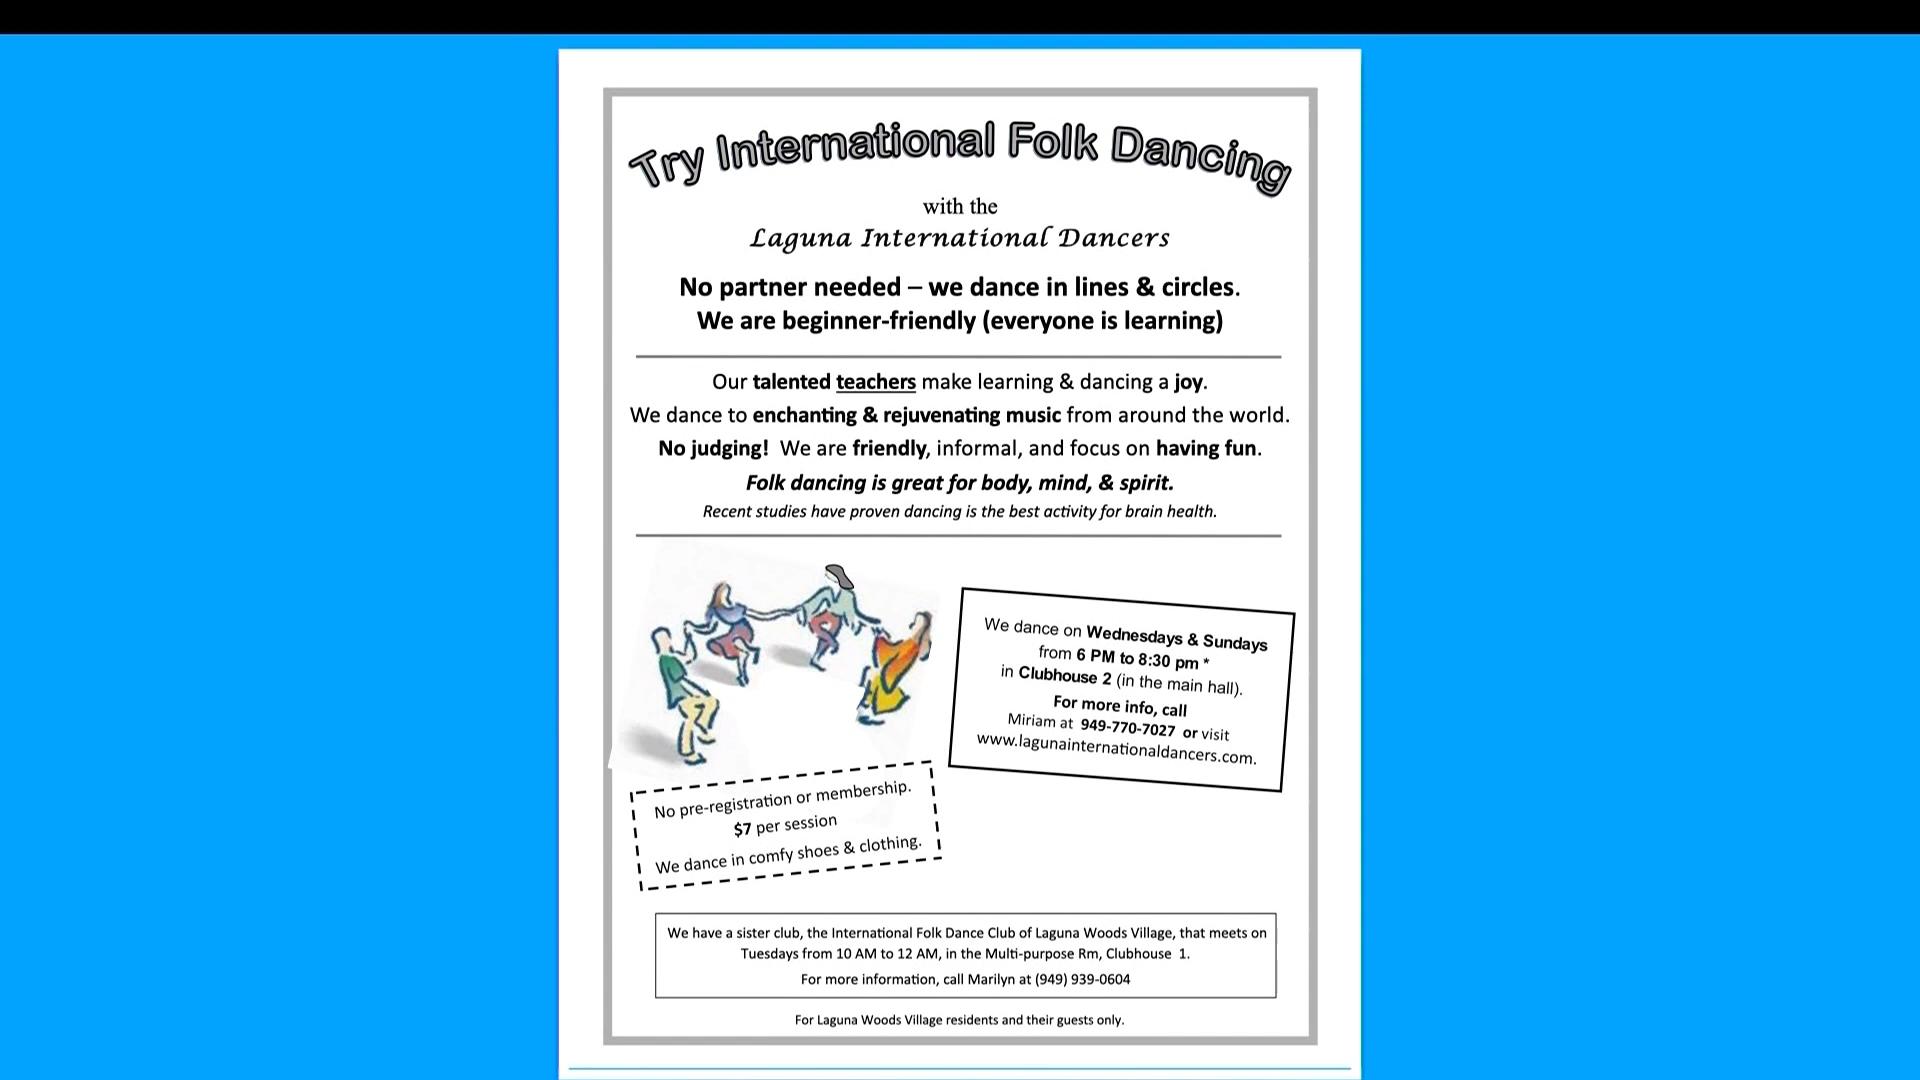 Try International Folk Dancing
with the
Laguna International Dancers
No partner needed – we dance in lines & circles.
We are beginner-friendly (everyone is learning)
Our talented teachers make learning & dancing a joy.
We dance to enchanting & rejuvenating music from around the world.
No judging!  We are friendly, informal, and focus on having fun.
Folk dancing is great for body, mind, & spirit.
Recent studies have proven dancing is the best activity for brain health.
We dance on Wednesdays & Sundays
from 6 PM to 8:30 pm *
in Clubhouse 2 (in the main hall).
For more info, call
Miriam at 949-770-7027 or visit
www.lagunainternationaldancers.com.
No pre-registration or membership.
$7 per session
We dance in comfy shoes & clothing.
We have a sister club, the International Folk Dance Club of Laguna Woods Village, that meets on
Tuesdays from 10 AM to 12 AM, in the Multi-purpose Rm, Clubhouse 1.
For more information, call Marilyn at (949) 939-0604
For Laguna Woods Village residents and their guests only.